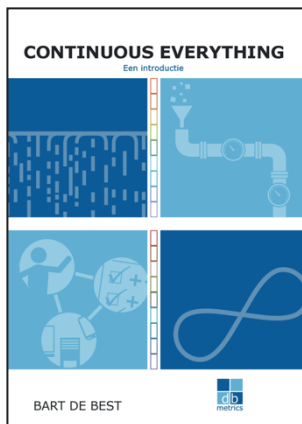 CONTINUOUS EVERYTHING
Een introductie
BART DE BEST
db
metrics